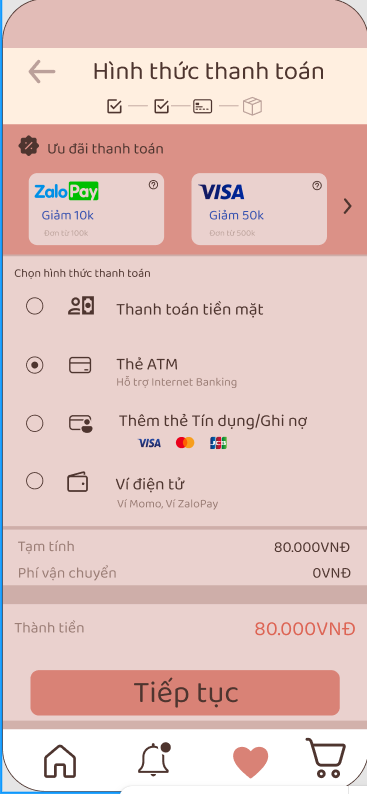 Hình thức thanh toán
Ưu đãi thanh toán
Zalo Pay
VISA
Giảm 10k
Giảm 50k
Đơn từ 100k
Đơn từ 500k
Chọn hình thức thanh toán
Thanh toán tiền mặt
Thẻ ATM
Hỗ trợ Internet Banking
Thêm thẻ Tín dụng/Ghi nợ
VISA
JCB
Ví điện tử
Ví Momo, Ví ZaloPay
Tạm tính 80.000VNĐ
Phí vận chuyển 0VNĐ
Thành tiền 80.000VNĐ
Tiếp tục